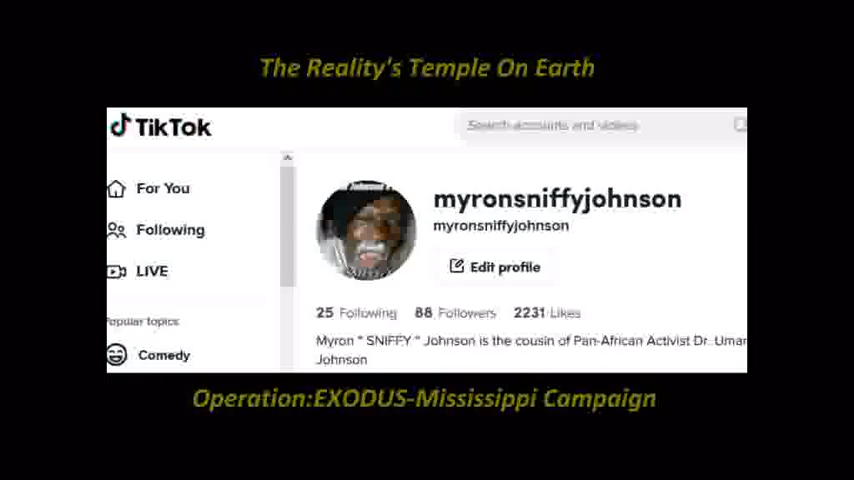 The Reality's Temple On Earth
TikTok
Search accounts and videos
For You
Following
LIVE
Popular topics
Comedy
myronsniffyjohnson
myronsniffyjohnson
Edit profile
25 Following 88 Followers 2231 Likes
Myron " SNIFFY " Johnson is the cousin of Pan-African Activist Dr. Umar
Johnson
Operation:EXODUS-Mississippi Campaign